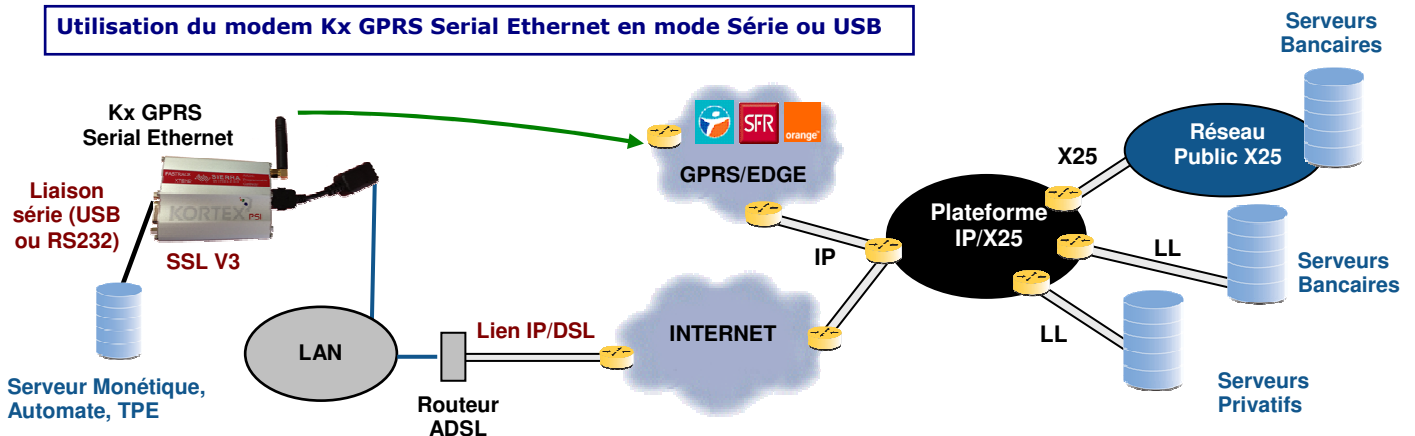 Utilisation du modem Kx GPRS Serial Ethernet en mode Série ou USB
Serveurs
Bancaires
Kx GPRS
Serial Ethernet
SFR
orange
GPRS/EDGE
X25
Réseau
Public X25
Liaison
série (USB
ou RS232)
SIERRA
KORTEX PSI
SSL V3
Plateforme
IP/X25
IP
LL
Serveurs
Bancaires
LAN
Lien IP/DSL
INTERNET
LL
Serveur Monétique,
Automate, TPE
Routeur
ADSL
Serveurs
Privatifs